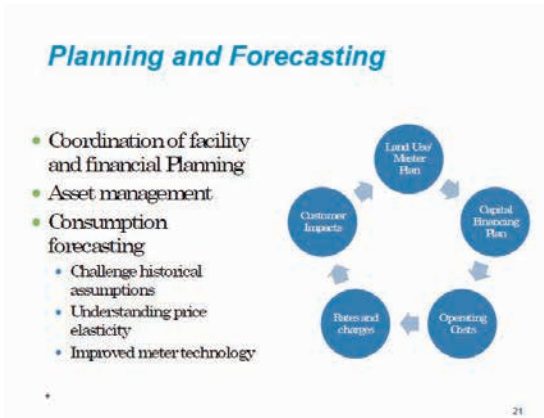 Planning and Forecasting
Coordination of facility
and financial Planning
Asset management
Consumption
forecasting
Challenge historical
assumptions
Understanding price
elasticity
Improved meter technology
Land Use/
Master
Plan
Capital
Financing
Plan
Operating
Costs
Rates and
charges
Customer
Impacts
21